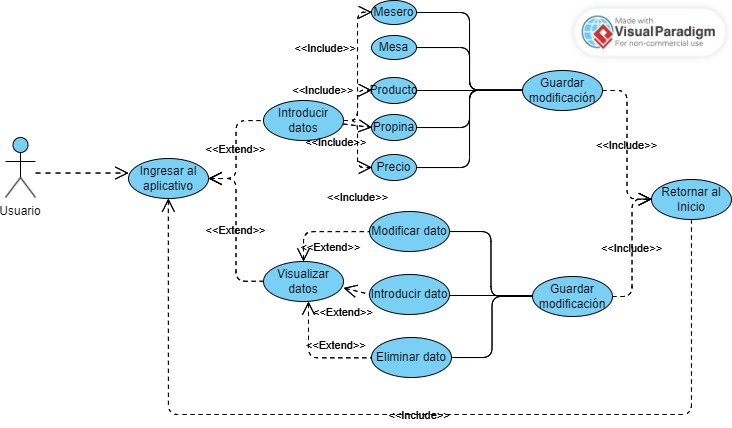 Made with
VisualParadigm
For non-commercial use
Mesero
<<Include>>
Mesa
<<Include>>
Producto
Guardar
modificación
Introducir
datos
<<Include>>
Propina
<<Include>>
<<Extend>>
Ingresar al
aplicativo
Precio
Usuario
<<Include>>
Retornar al
Inicio
<<Extend>>
Modificar dato
<<Extend>>
<<Include>>
Visualizar
datos
Introducir dato
Guardar
modificación
<<Extend>>
<<Extend>>
Eliminar dato
<<Include>>